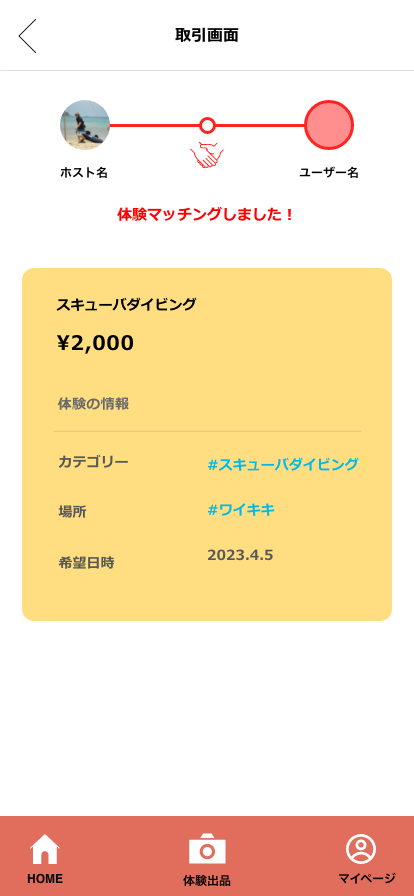 取引画面
ホスト名
ユーザー名
体験マッチングしました！
スキューバダイビング
¥2,000
体験の情報
カテゴリー #スキューバダイビング
場所 #ワイキキ
希望日時 2023.4.5
HOME 体験出品 マイページ